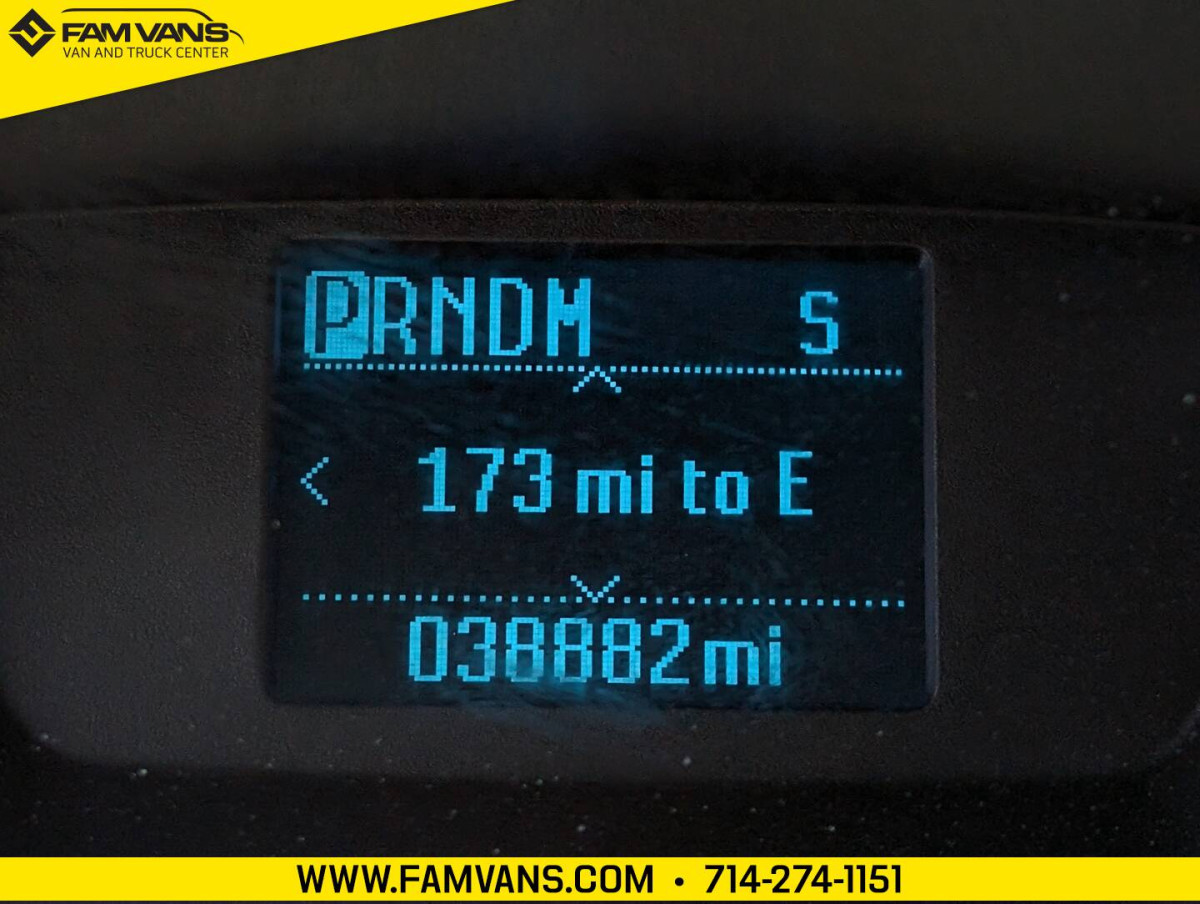 FAM VANS
VAN AND TRUCK CENTER
PRNDM S
173 mi to E
038882mi
WWW.FAMVANS.COM • 714-274-1151